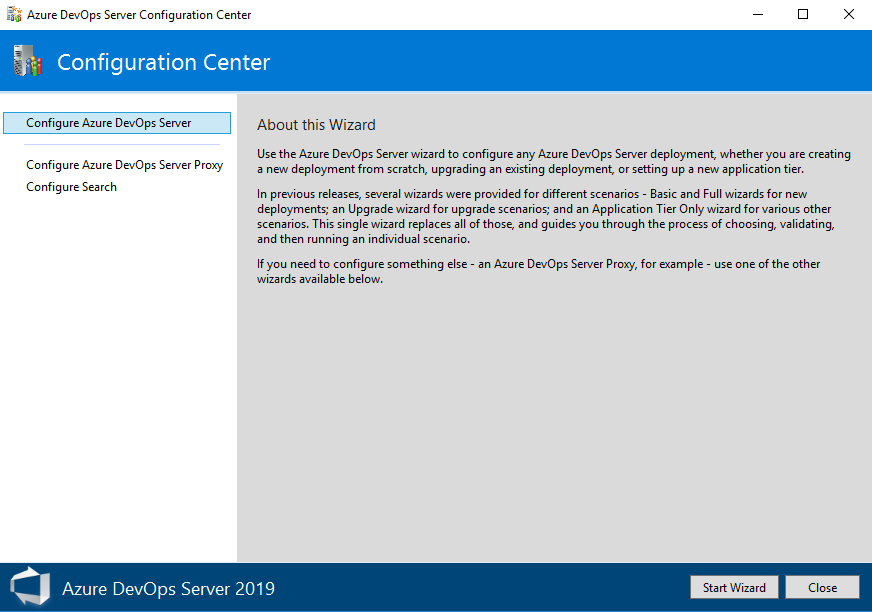 Azure DevOps Server Configuration Center
Configuration Center
Configure Azure DevOps Server
Configure Azure DevOps Server Proxy
Configure Search
About this Wizard
Use the Azure DevOps Server wizard to configure any Azure DevOps Server deployment, whether you are creating
a new deployment from scratch, upgrading an existing deployment, or setting up a new application tier.
In previous releases, several wizards were provided for different scenarios - Basic and Full wizards for new
deployments; an Upgrade wizard for upgrade scenarios; and an Application Tier Only wizard for various other
scenarios. This single wizard replaces all of those, and guides you through the process of choosing, validating,
and then running an individual scenario.
If you need to configure something else - an Azure DevOps Server Proxy, for example - use one of the other
wizards available below.
Azure DevOps Server 2019
Start Wizard
Close